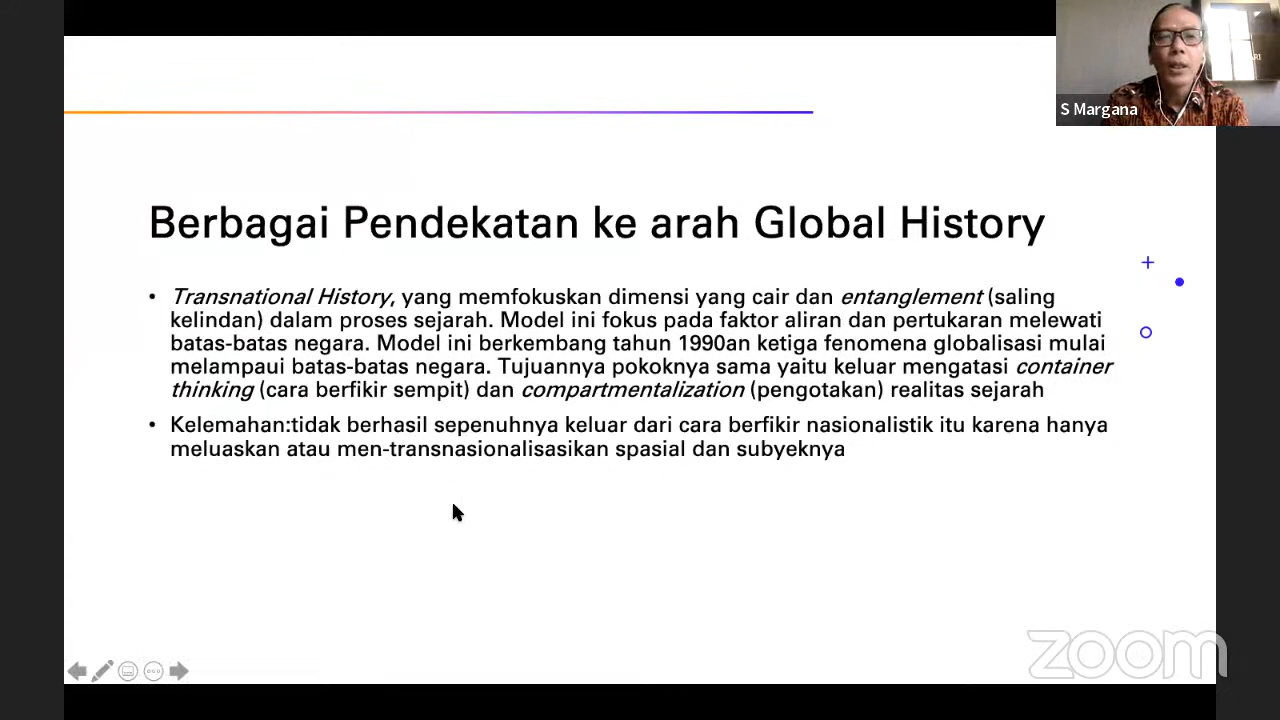 S Margana
Berbagai Pendekatan ke arah Global History
• Transnational History, yang memfokuskan dimensi yang cair dan entanglement (saling
kelindan) dalam proses sejarah. Model ini fokus pada faktor aliran dan pertukaran melewati
batas-batas negara. Model ini berkembang tahun 1990an ketiga fenomena globalisasi mulai
melampaui batas-batas negara. Tujuannya pokoknya sama yaitu keluar mengatasi container
thinking (cara berfikir sempit) dan compartmentalization (pengotakan) realitas sejarah
• Kelemahan:tidak berhasil sepenuhnya keluar dari cara berfikir nasionalistik itu karena hanya
meluaskan atau men-transnasionalisasikan spasial dan subyeknya
zoom